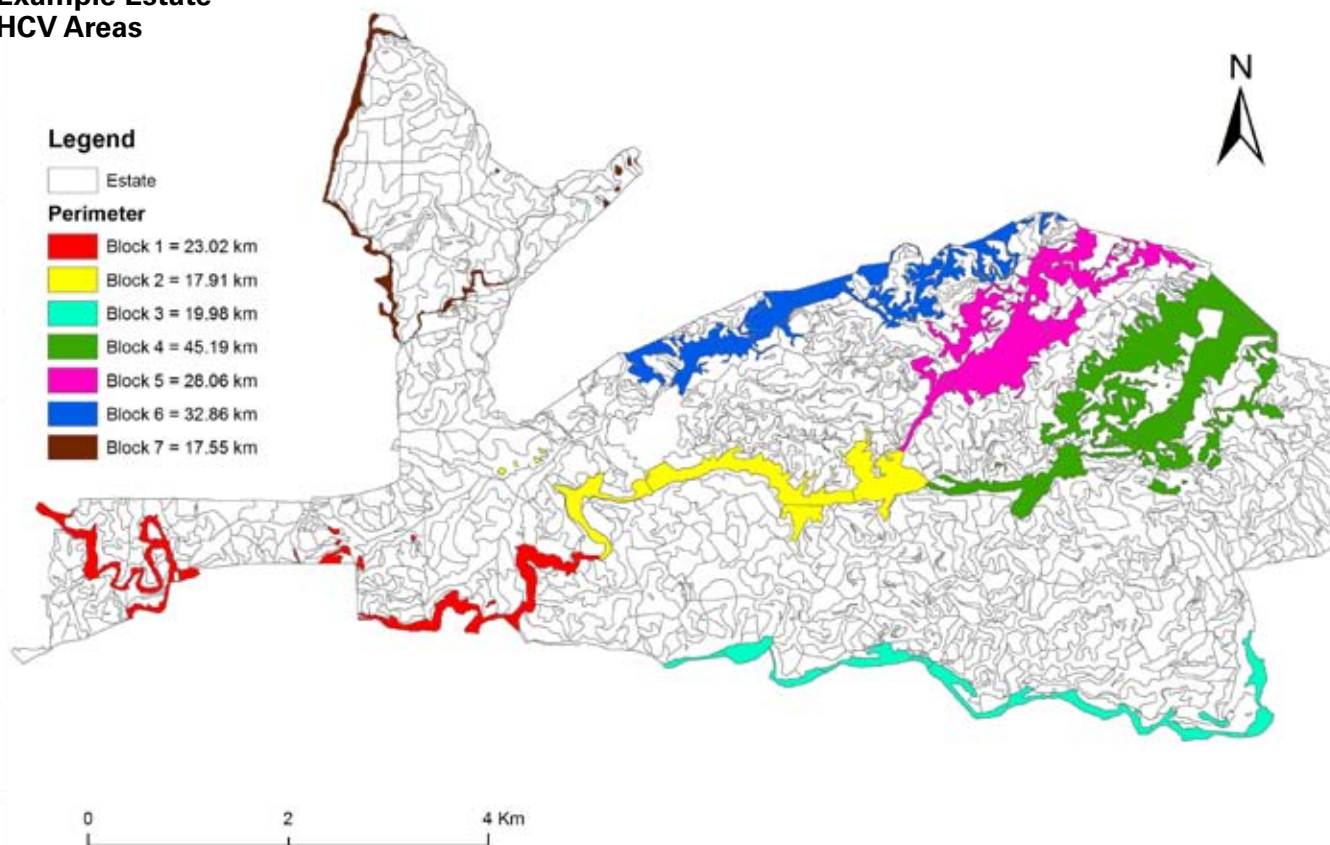 Example Estate
HCV Areas
N
Legend
Estate
Perimeter
Block 1 = 23.02 km
Block 2 = 17.91 km
Block 3 = 19.98 km
Block 4 = 45.19 km
Block 5 = 28.06 km
Block 6 = 32.86 km
Block 7 = 17.55 km
0 2 4 Km